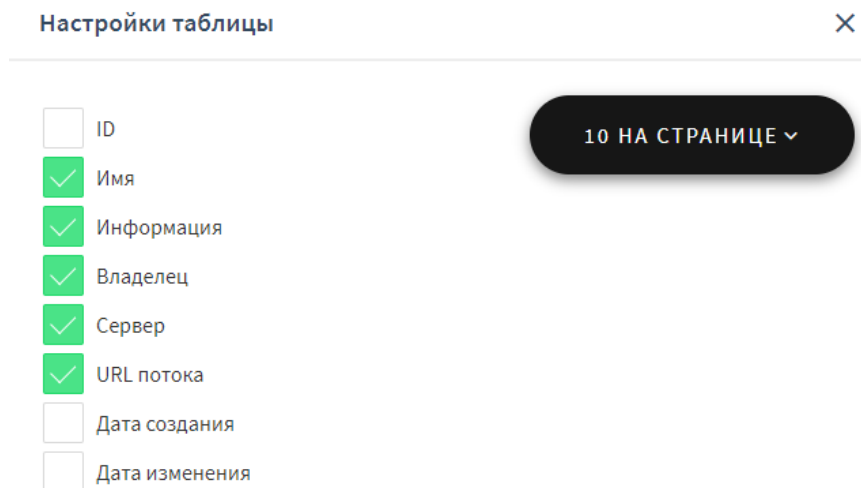 Настройки таблицы
ID
10 НА СТРАНИЦЕ
Имя
Информация
Владелец
Сервер
URL потока
Дата создания
Дата изменения